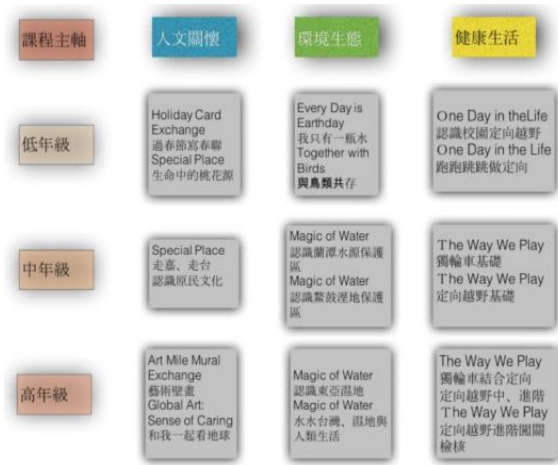 課程主軸
人文關懷
環境生態
健康生活
低年級
Holiday Card
Exchange
過春節寫春聯
Special Place
生命中的桃花源
Every Day is
Earthday
我只有一瓶水
Together with
Birds
與鳥類共存
One Day in theLife
認識校園定向越野
One Day in the Life
跑跑跳跳做定向
中年級
Special Place
走嘉、走台
認識原民文化
Magic of Water
認識蘭潭水源保護
區
Magic of Water
認識鰲鼓溼地保護
區
The Way We Play
獨輪車基礎
The Way We Play
定向越野基礎
高年級
Art Mile Mural
Exchange
藝術壁畫
Global Art:
Sense of Caring
和我一起看地球
Magic of Water
認識東亞濕地
Magic of Water
水水台灣、濕地與
人類生活
The Way We Play
獨輪車結合定向
定向越野中、進階
The Way We Play
定向越野進階闖關
檢核